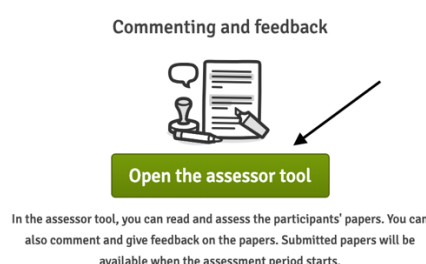 Commenting and feedback
Open the assessor tool
In the assessor tool, you can read and assess the participants' papers. You can
also comment and give feedback on the papers. Submitted papers will be
available when the assessment period starts.